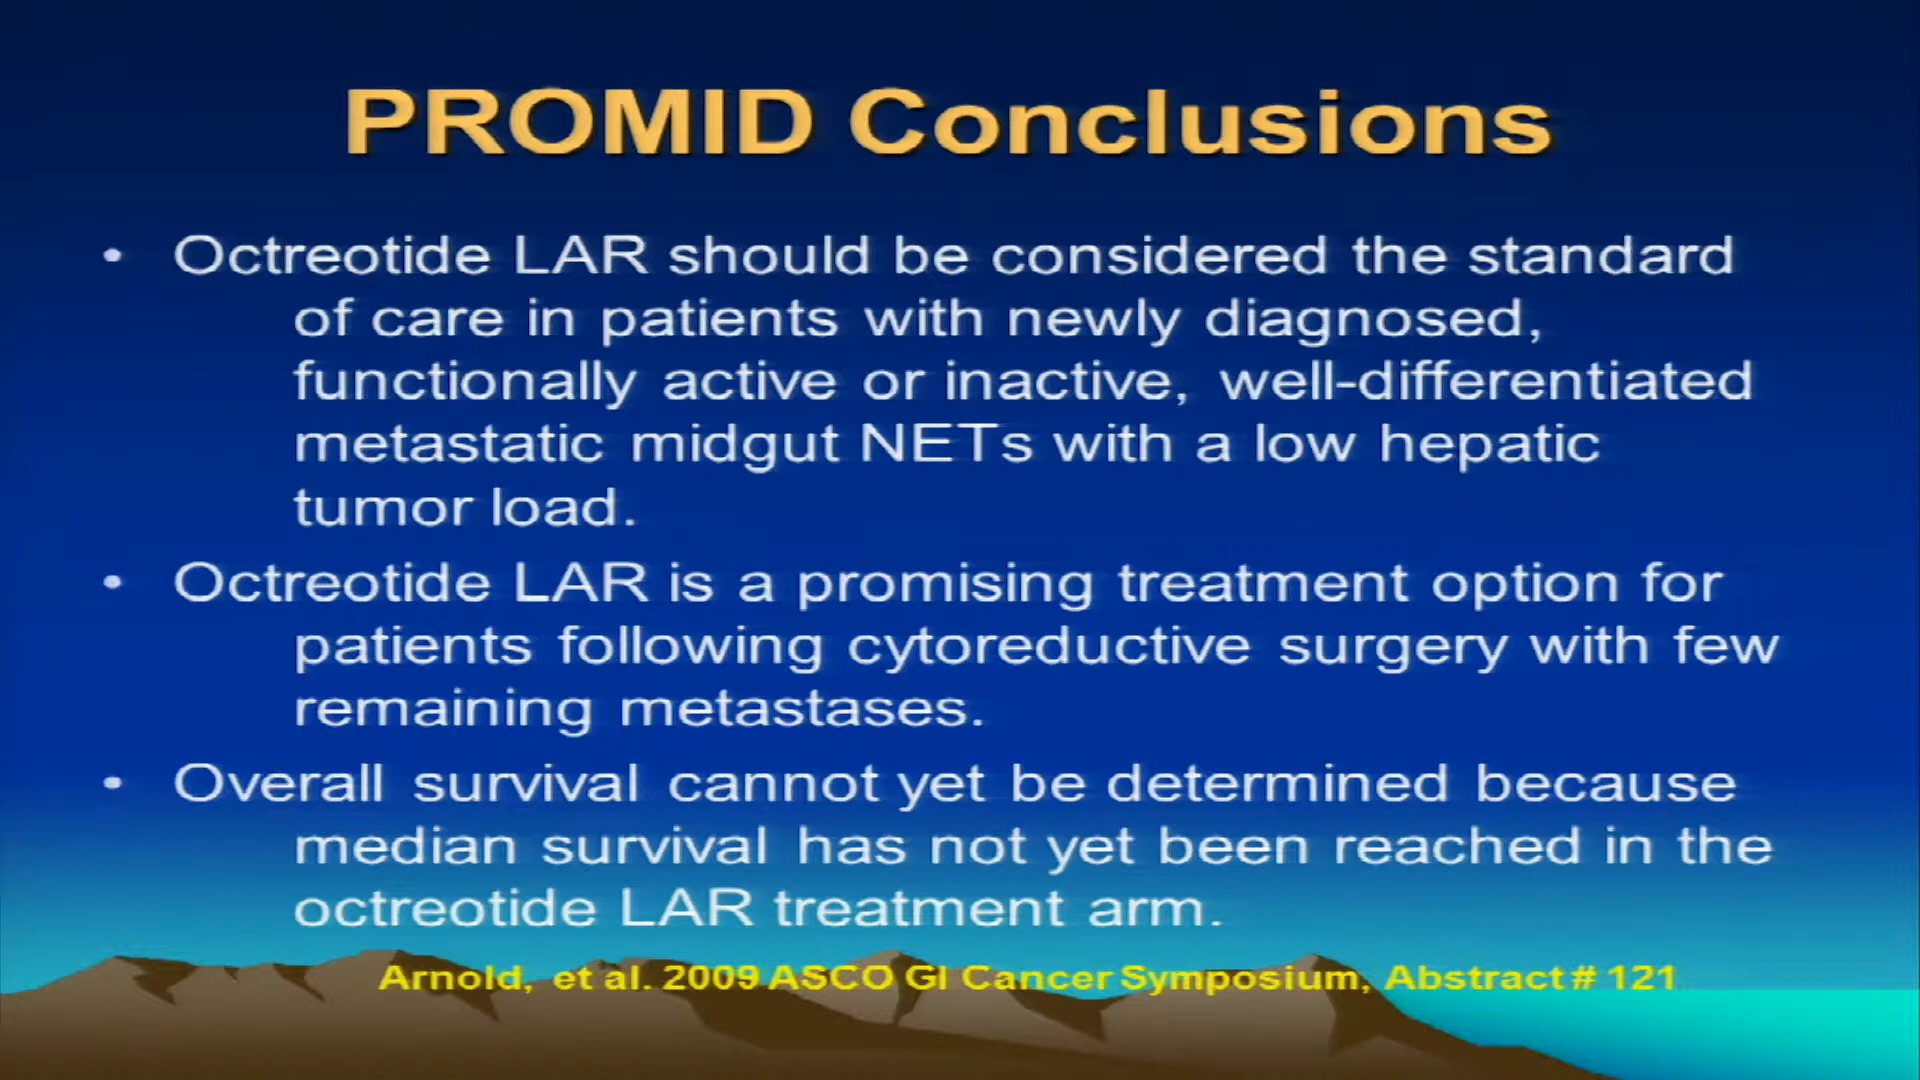 PROMID Conclusions
• Octreotide LAR should be considered the standard
of care in patients with newly diagnosed,
functionally active or inactive, well-differentiated
metastatic midgut NETs with a low hepatic
tumor load.
• Octreotide LAR is a promising treatment option for
patients following cytoreductive surgery with few
remaining metastases.
• Overall survival cannot yet be determined because
median survival has not yet been reached in the
octreotide LAR treatment arm.
Arnold, et al. 2009 ASCO GI Cancer Symposium, Abstract # 121